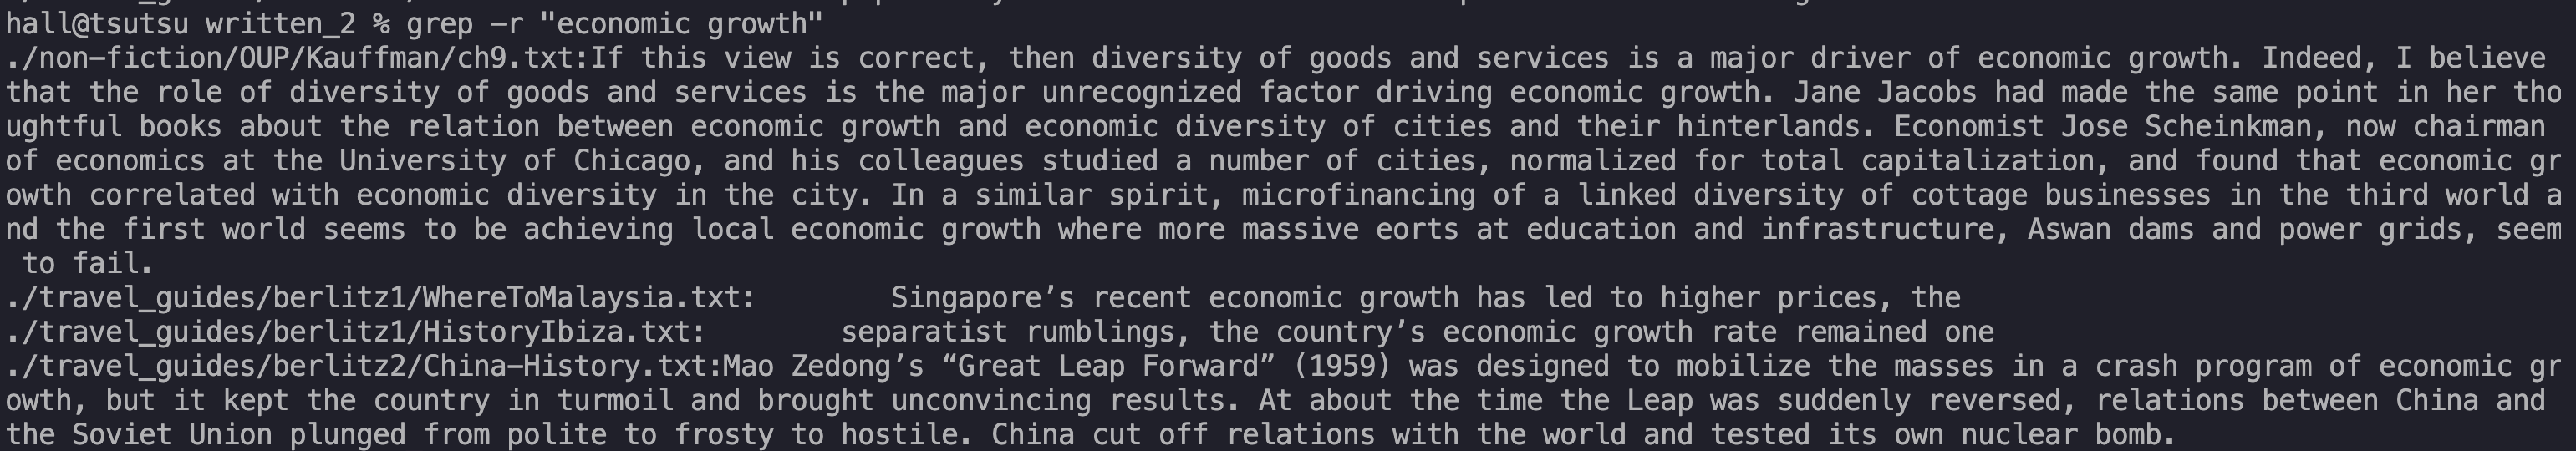 hall@tsutsu written_2 % grep -r "economic growth"
./non-fiction/OUP/Kauffman/ch9.txt:If this view is correct, then diversity of goods and services is a major driver of economic growth. Indeed, I believe
that the role of diversity of goods and services is the major unrecognized factor driving economic growth. Jane Jacobs had made the same point in her tho
ughtful books about the relation between economic growth and economic diversity of cities and their hinterlands. Economist Jose Scheinkman, now chairman
of economics at the University of Chicago, and his colleagues studied a number of cities, normalized for total capitalization, and found that economic gr
owth correlated with economic diversity in the city. In a similar spirit, microfinancing of a linked diversity of cottage businesses in the third world a
nd the first world seems to be achieving local economic growth where more massive eorts at education and infrastructure, Aswan dams and power grids, seem
 to fail.
./travel_guides/berlitz1/WhereToMalaysia.txt:        Singapore’s recent economic growth has led to higher prices, the
./travel_guides/berlitz1/HistoryIbiza.txt:        separatist rumblings, the country’s economic growth rate remained one
./travel_guides/berlitz2/China-History.txt:Mao Zedong’s “Great Leap Forward” (1959) was designed to mobilize the masses in a crash program of economic gr
owth, but it kept the country in turmoil and brought unconvincing results. At about the time the Leap was suddenly reversed, relations between China and
the Soviet Union plunged from polite to frosty to hostile. China cut off relations with the world and tested its own nuclear bomb.